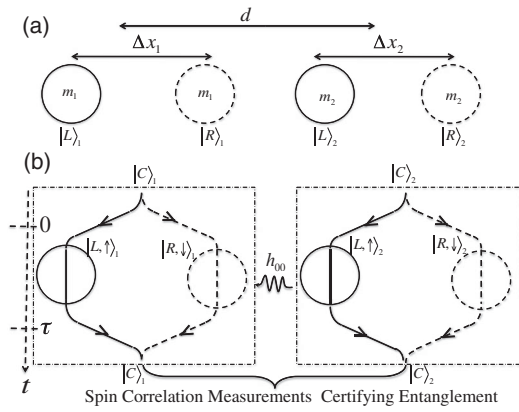 (a)
d
Δx₁ Δx₂
m₁ m₁ m₂ m₂
|L⟩₁ |R⟩₁ |L⟩₂ |R⟩₂
(b)
|C⟩₁ |C⟩₂
0
|L,↑⟩₁ |R,↓⟩₁ h₀₀ |L,↑⟩₂ |R,↓⟩₂
τ
|C⟩₁ |C⟩₂
t
Spin Correlation Measurements Certifying Entanglement